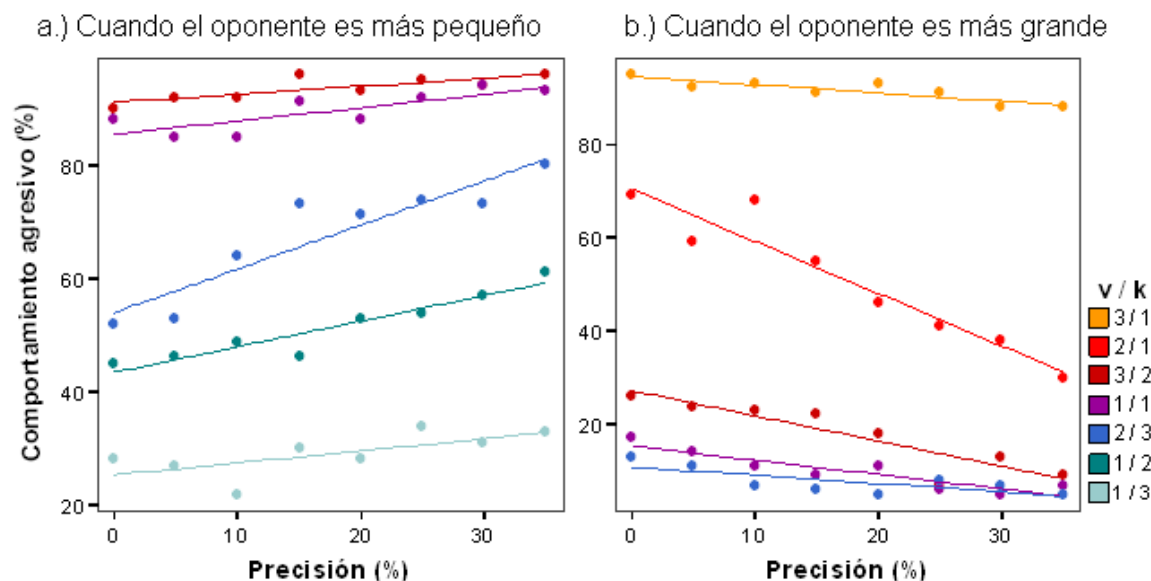 a.) Cuando el oponente es más pequeño
b.) Cuando el oponente es más grande
Comportamiento agresivo (%)
80
60
40
20
0
10
20
30
Precisión (%)
80
60
40
20
0
10
20
30
Precisión (%)
v / k
3 / 1
2 / 1
3 / 2
1 / 1
2 / 3
1 / 2
1 / 3